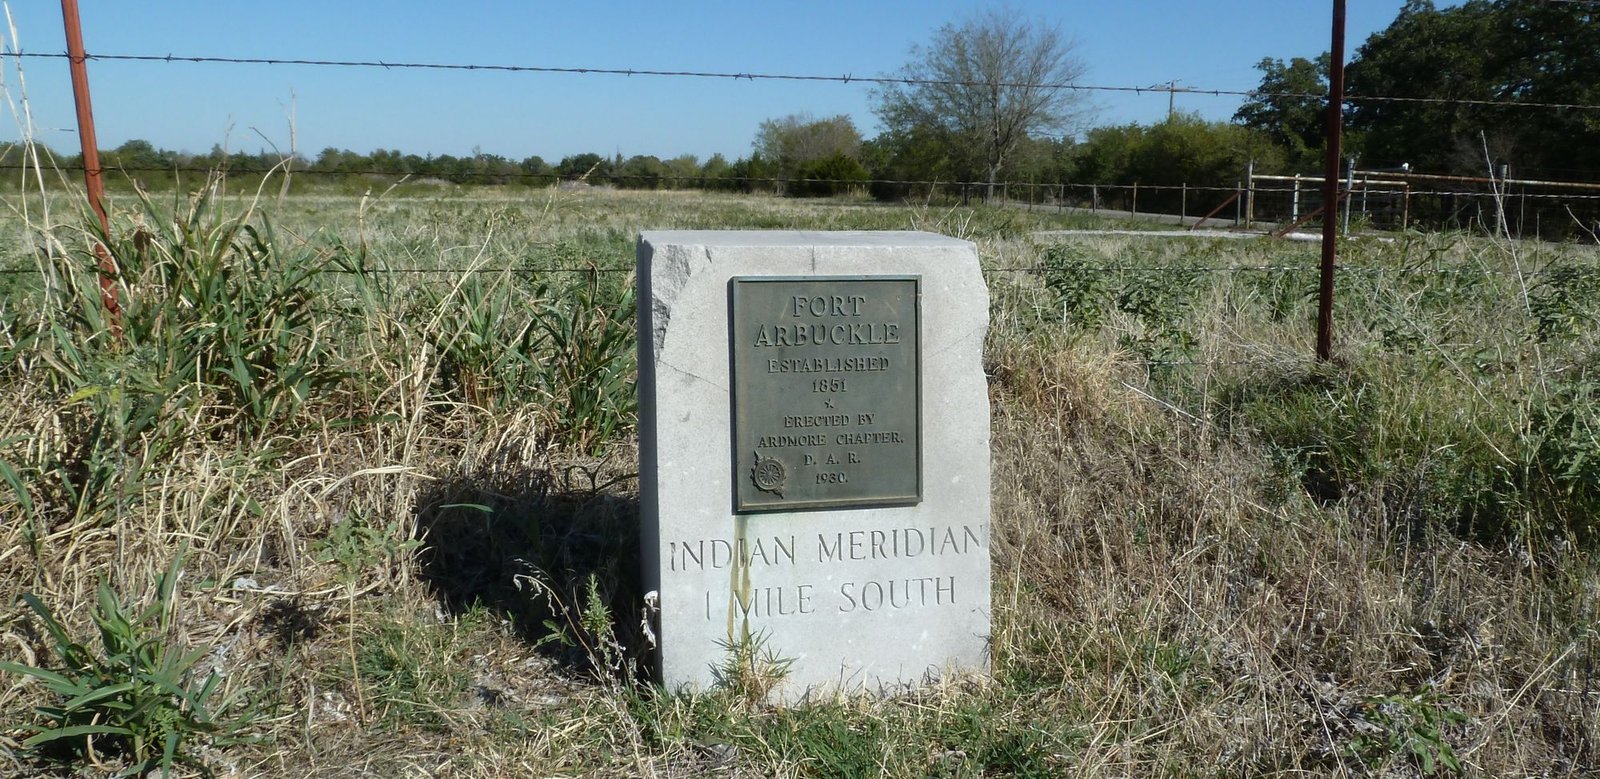 FORT
ARBUCKLE
ESTABLISHED
1851
ERECTED BY
ARDMORE CHAPTER.
D. A. R.
1930.
INDIAN MERIDIAN
1 MILE SOUTH